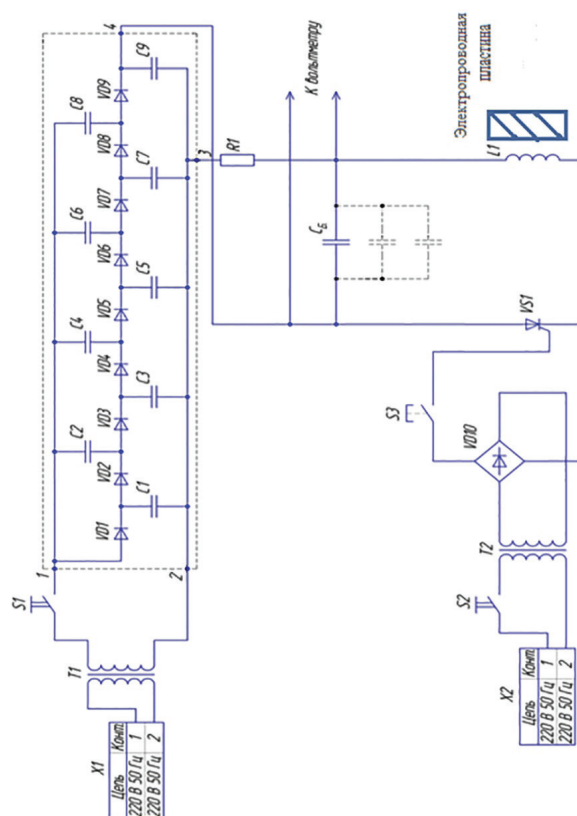 X1
Цепь Конт
220 В 50 Гц 1
220 В 50 Гц 2
T1
S1
1
2
VD1
VD2
VD3
VD4
VD5
VD6
VD7
VD8
VD9
C2
C4
C6
C8
C1
C3
C5
C7
C9
3
4
R1
К вольтметру
Cб
Электропроводная
пластина
L1
VS1
S3
VD10
T2
S2
X2
Цепь Конт
220 В 50 Гц 1
220 В 50 Гц 2